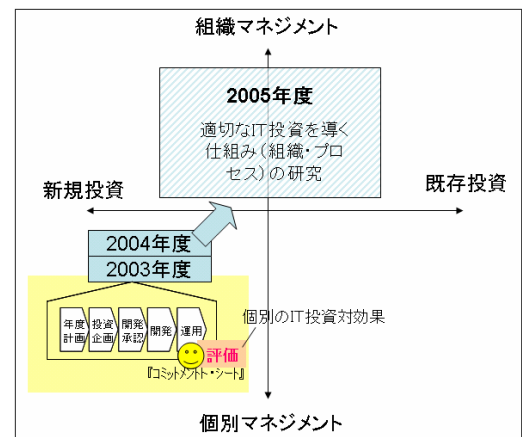 組織マネジメント
2005年度
適切なIT投資を導く
仕組み(組織・プロ
セス)の研究
新規投資
既存投資
2004年度
2003年度
年度
計画
投資
企画
開発
承認
開発
運用
個別のIT投資対効果
評価
『コミットメント・シート』
個別マネジメント